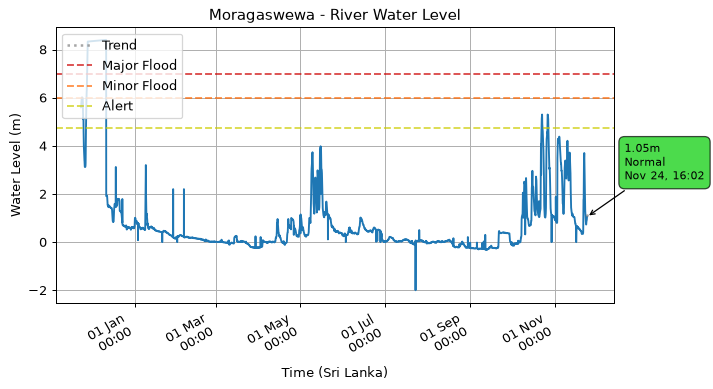 Moragaswewa - River Water Level
Trend
Major Flood
Minor Flood
Alert
8
6
4
2
0
−2
Water Level (m)
1.05m
Normal
Nov 24, 16:02
01 Jan
00:00
01 Mar
00:00
01 May
00:00
01 Jul
00:00
01 Sep
00:00
01 Nov
00:00
Time (Sri Lanka)